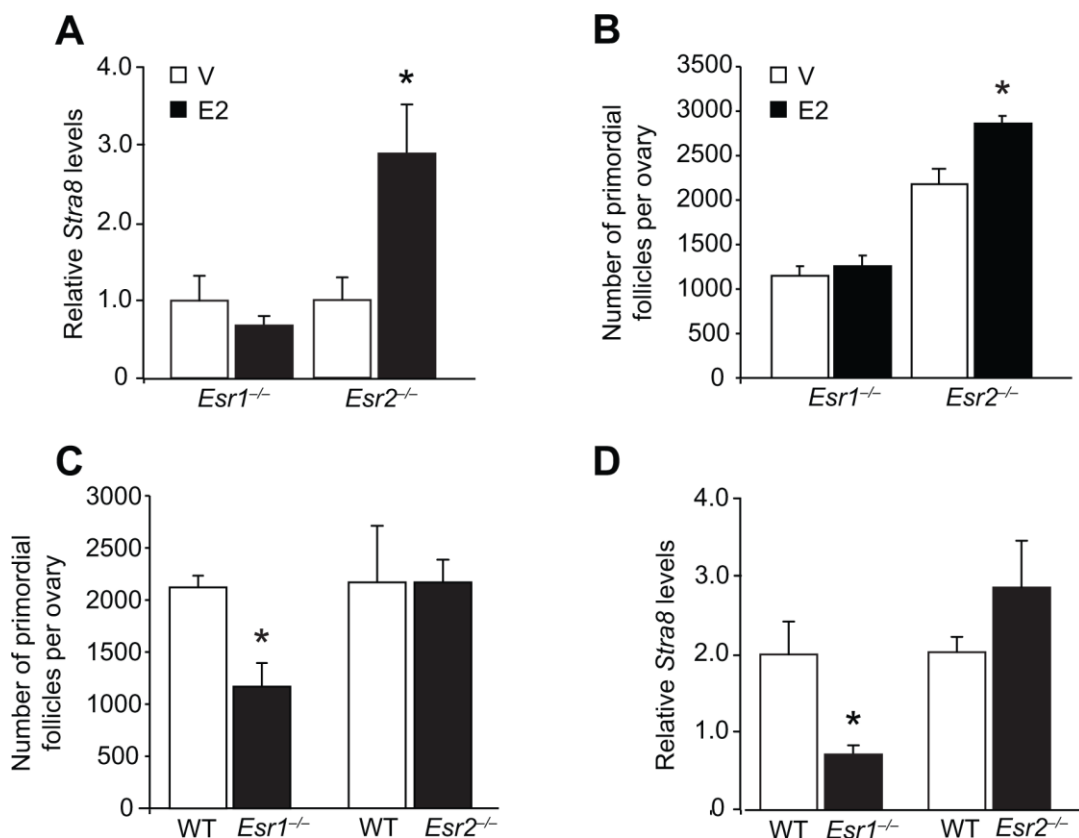 A
Relative Stra8 levels
4.0
3.0
2.0
1.0
0
V
E2
*
Esr1–/–
Esr2–/–
B
Number of primordial
follicles per ovary
3500
3000
2500
2000
1500
1000
500
0
V
E2
*
Esr1–/–
Esr2–/–
C
Number of primordial
follicles per ovary
3000
2500
2000
1500
1000
500
0
*
WT
Esr1–/–
WT
Esr2–/–
D
Relative Stra8 levels
4.0
3.0
2.0
1.0
.0
*
WT
Esr1–/–
WT
Esr2–/–